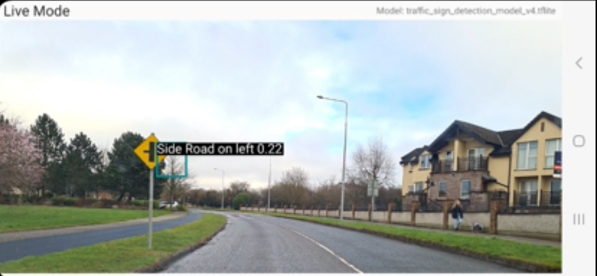 Live Mode
Model: traffic_sign_detection_model_v4.tflite
Side Road on left 0.22